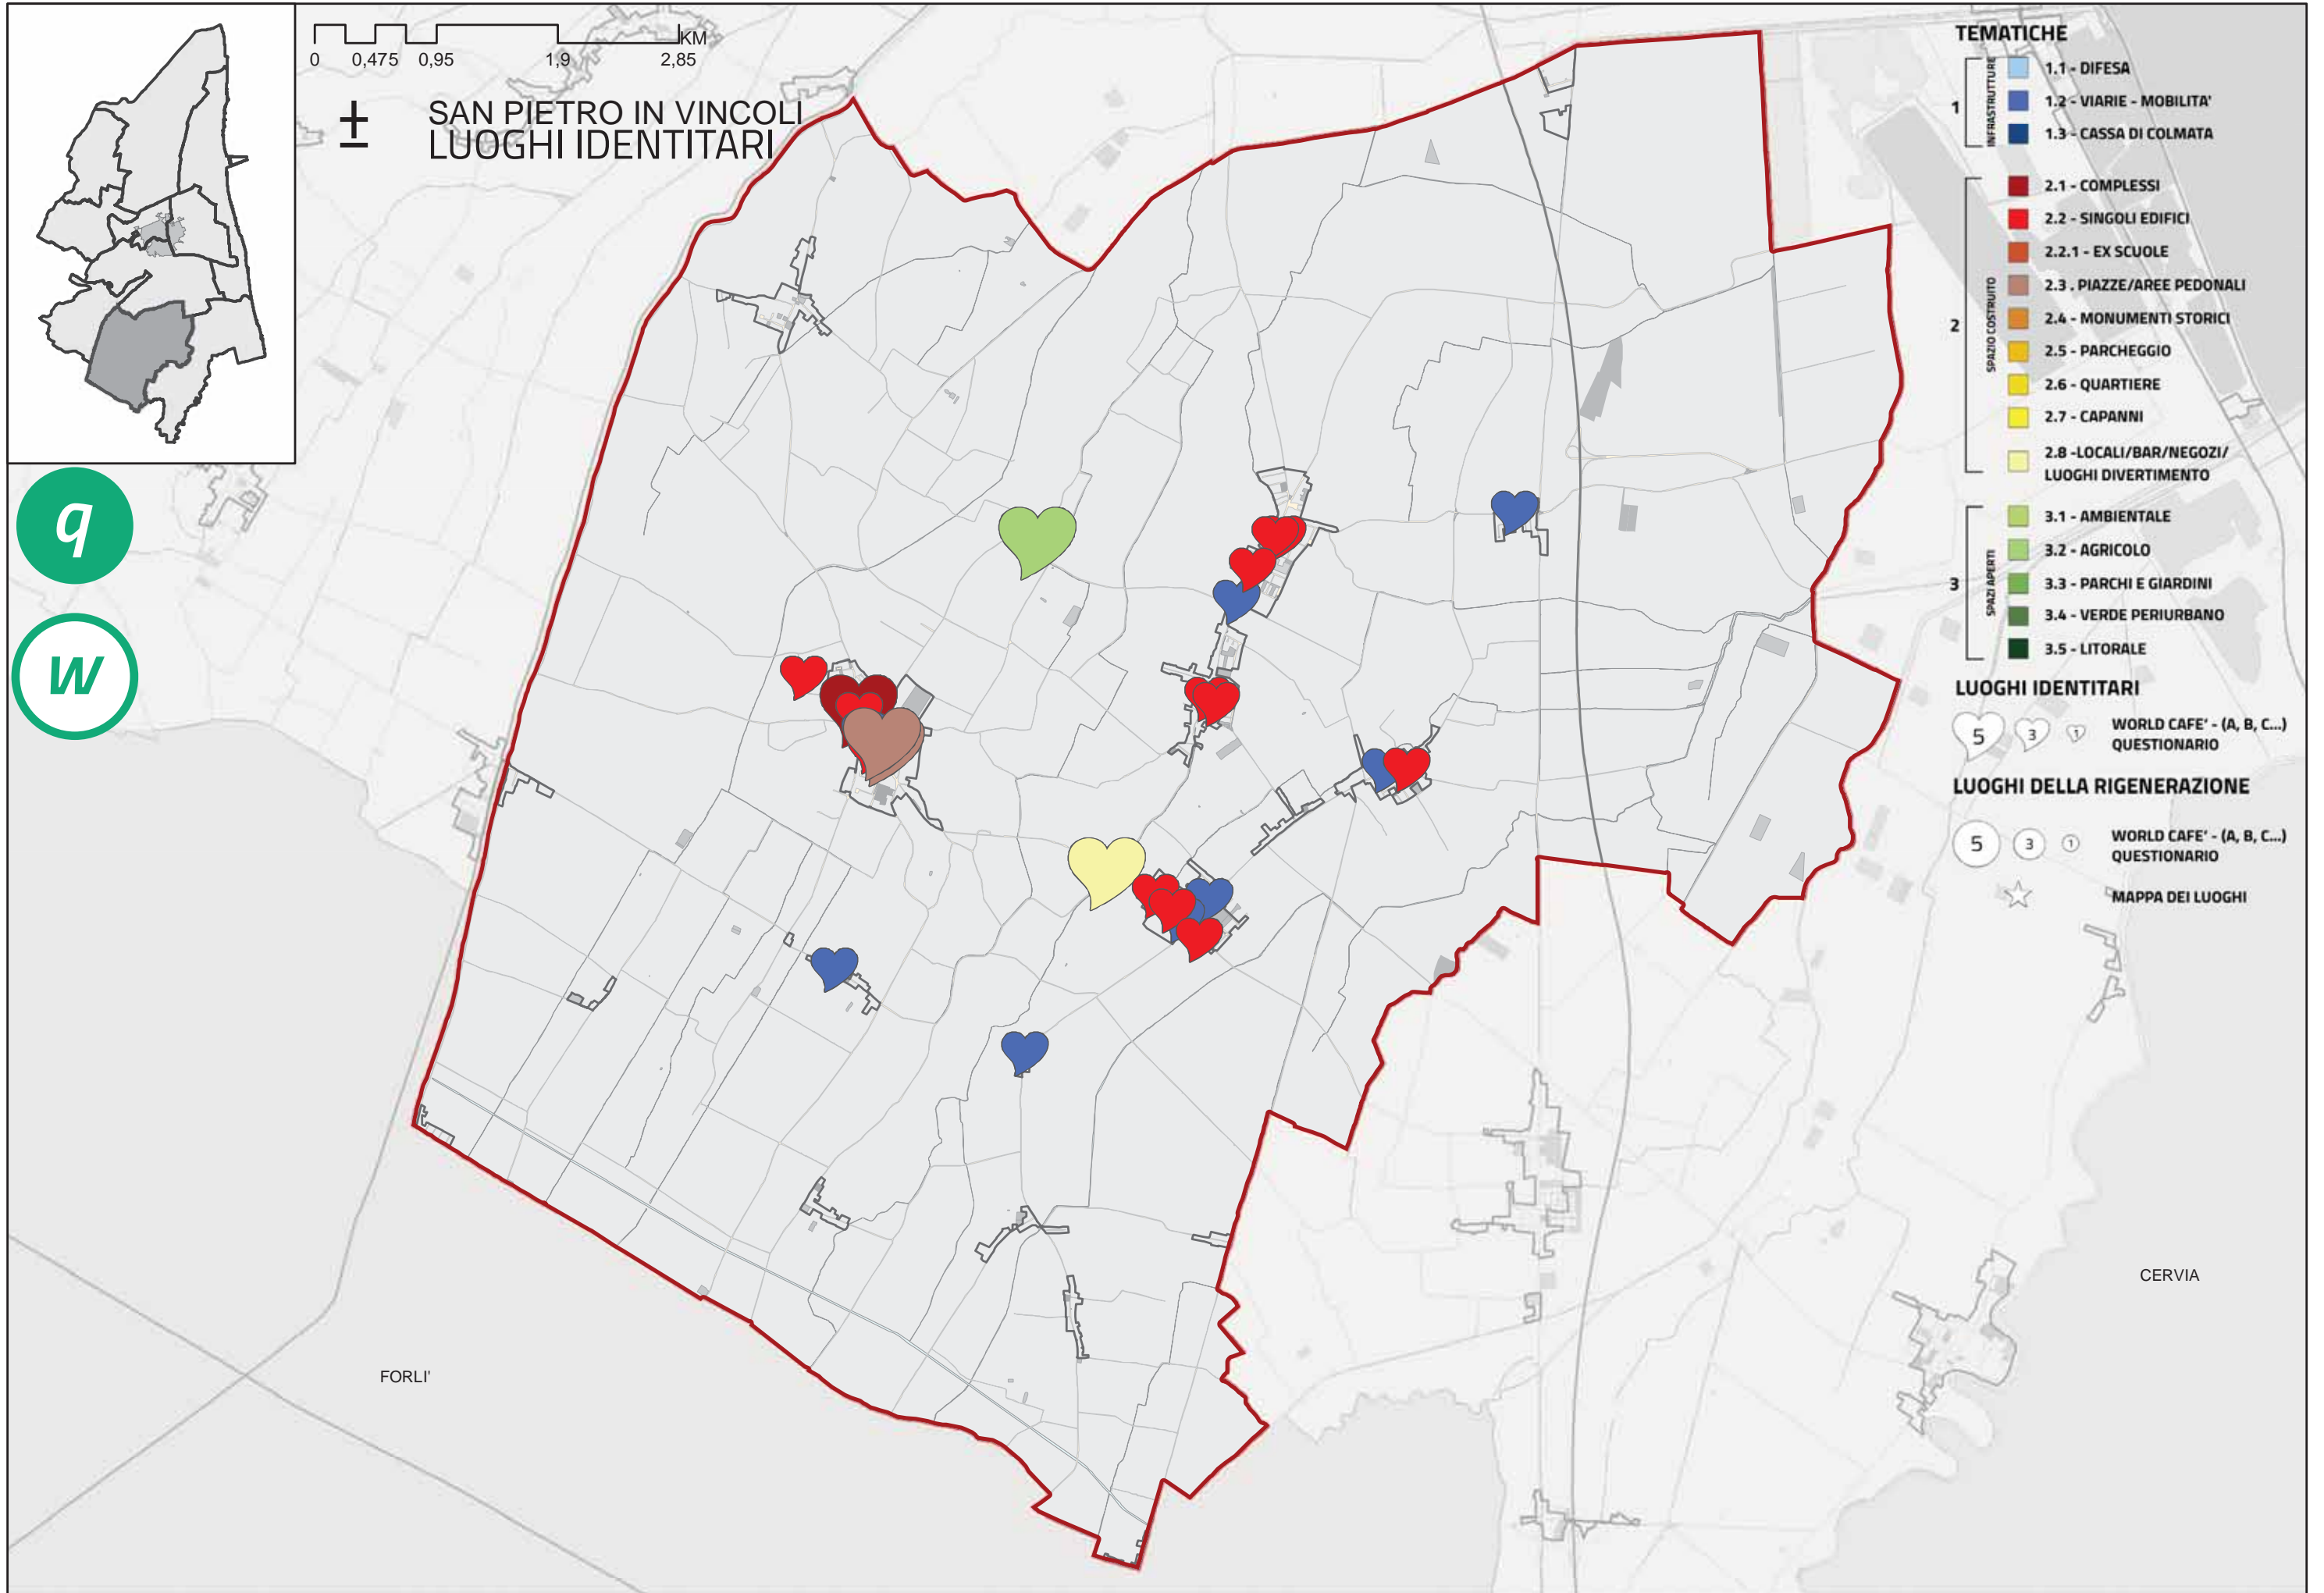 KM
0 0,475 0,95 1,9 2,85
±
SAN PIETRO IN VINCOLI
LUOGHI IDENTITARI
q
w
FORLI'
CERVIA
TEMATICHE
1
INFRASTRUTTURE
1.1 - DIFESA
1.2 - VIARIE - MOBILITA'
1.3 - CASSA DI COLMATA
2
SPAZIO COSTRUITO
2.1 - COMPLESSI
2.2 - SINGOLI EDIFICI
2.2.1 - EX SCUOLE
2.3 . PIAZZE/AREE PEDONALI
2.4 - MONUMENTI STORICI
2.5 - PARCHEGGIO
2.6 - QUARTIERE
2.7 - CAPANNI
2.8 -LOCALI/BAR/NEGOZI/
LUOGHI DIVERTIMENTO
3
SPAZI APERTI
3.1 - AMBIENTALE
3.2 - AGRICOLO
3.3 - PARCHI E GIARDINI
3.4 - VERDE PERIURBANO
3.5 - LITORALE
LUOGHI IDENTITARI
5 3 1
WORLD CAFE' - (A, B, C...)
QUESTIONARIO
LUOGHI DELLA RIGENERAZIONE
5 3 1
WORLD CAFE' - (A, B, C...)
QUESTIONARIO
MAPPA DEI LUOGHI